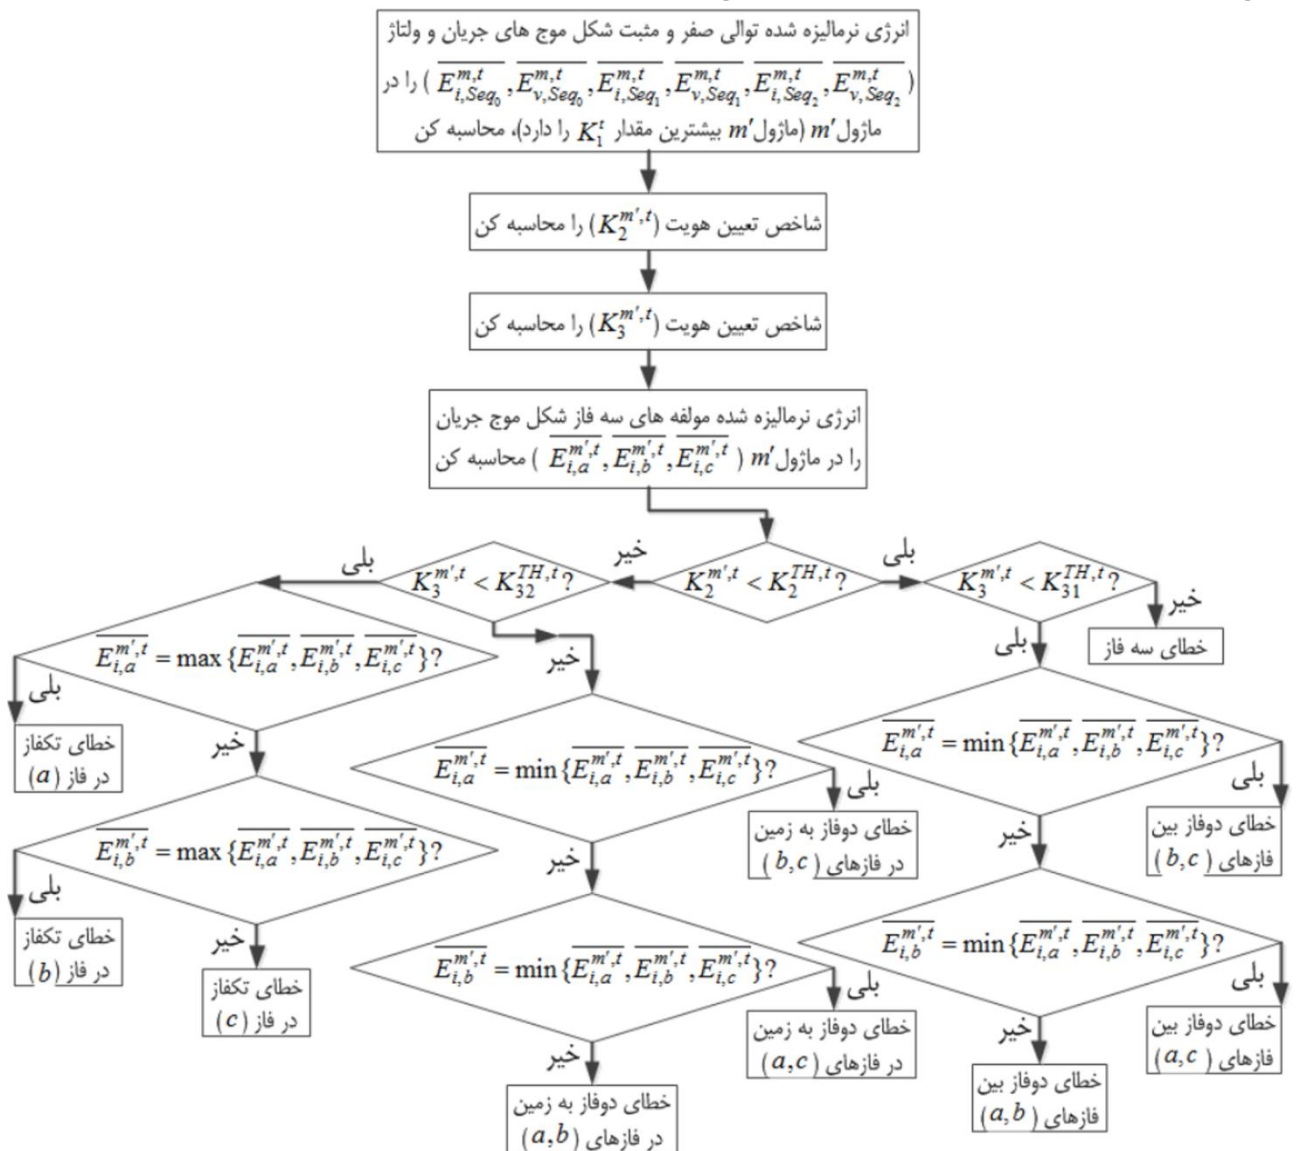 انرژی نرمالیزه شده توالی صفر و مثبت شکل موج های جریان و ولتاژ
( $\overline{E_{i,Seq_0}^{m,t}}, \overline{E_{v,Seq_0}^{m,t}}, \overline{E_{i,Seq_1}^{m,t}}, \overline{E_{v,Seq_1}^{m,t}}, \overline{E_{i,Seq_2}^{m,t}}, \overline{E_{v,Seq_2}^{m,t}}$ ) را در
ماژول m′ (ماژول m′ بیشترین مقدار $K_1^t$ را دارد)، محاسبه کن
شاخص تعیین هویت ($K_2^{m',t}$) را محاسبه کن
شاخص تعیین هویت ($K_3^{m',t}$) را محاسبه کن
انرژی نرمالیزه شده مولفه های سه فاز شکل موج جریان
را در ماژول m′ ( $\overline{E_{i,a}^{m',t}}, \overline{E_{i,b}^{m',t}}, \overline{E_{i,c}^{m',t}}$ ) محاسبه کن
$K_2^{m',t} < K_2^{TH,t}$?
بلی
خیر
$K_3^{m',t} < K_{31}^{TH,t}$?
خیر
خطای سه فاز
بلی
$\overline{E_{i,a}^{m',t}} = \min\{\overline{E_{i,a}^{m',t}}, \overline{E_{i,b}^{m',t}}, \overline{E_{i,c}^{m',t}}\}$?
بلی
خطای دوفاز بین
فازهای (b,c)
خیر
$\overline{E_{i,b}^{m',t}} = \min\{\overline{E_{i,a}^{m',t}}, \overline{E_{i,b}^{m',t}}, \overline{E_{i,c}^{m',t}}\}$?
بلی
خطای دوفاز بین
فازهای (a,c)
خیر
خطای دوفاز بین
فازهای (a,b)
$K_3^{m',t} < K_{32}^{TH,t}$?
خیر
$\overline{E_{i,a}^{m',t}} = \min\{\overline{E_{i,a}^{m',t}}, \overline{E_{i,b}^{m',t}}, \overline{E_{i,c}^{m',t}}\}$?
بلی
خطای دوفاز به زمین
در فازهای (b,c)
خیر
$\overline{E_{i,b}^{m',t}} = \min\{\overline{E_{i,a}^{m',t}}, \overline{E_{i,b}^{m',t}}, \overline{E_{i,c}^{m',t}}\}$?
بلی
خطای دوفاز به زمین
در فازهای (a,c)
خیر
خطای دوفاز به زمین
در فازهای (a,b)
بلی
$\overline{E_{i,a}^{m',t}} = \max\{\overline{E_{i,a}^{m',t}}, \overline{E_{i,b}^{m',t}}, \overline{E_{i,c}^{m',t}}\}$?
بلی
خطای تکفاز
در فاز (a)
خیر
$\overline{E_{i,b}^{m',t}} = \max\{\overline{E_{i,a}^{m',t}}, \overline{E_{i,b}^{m',t}}, \overline{E_{i,c}^{m',t}}\}$?
بلی
خطای تکفاز
در فاز (b)
خیر
خطای تکفاز
در فاز (c)